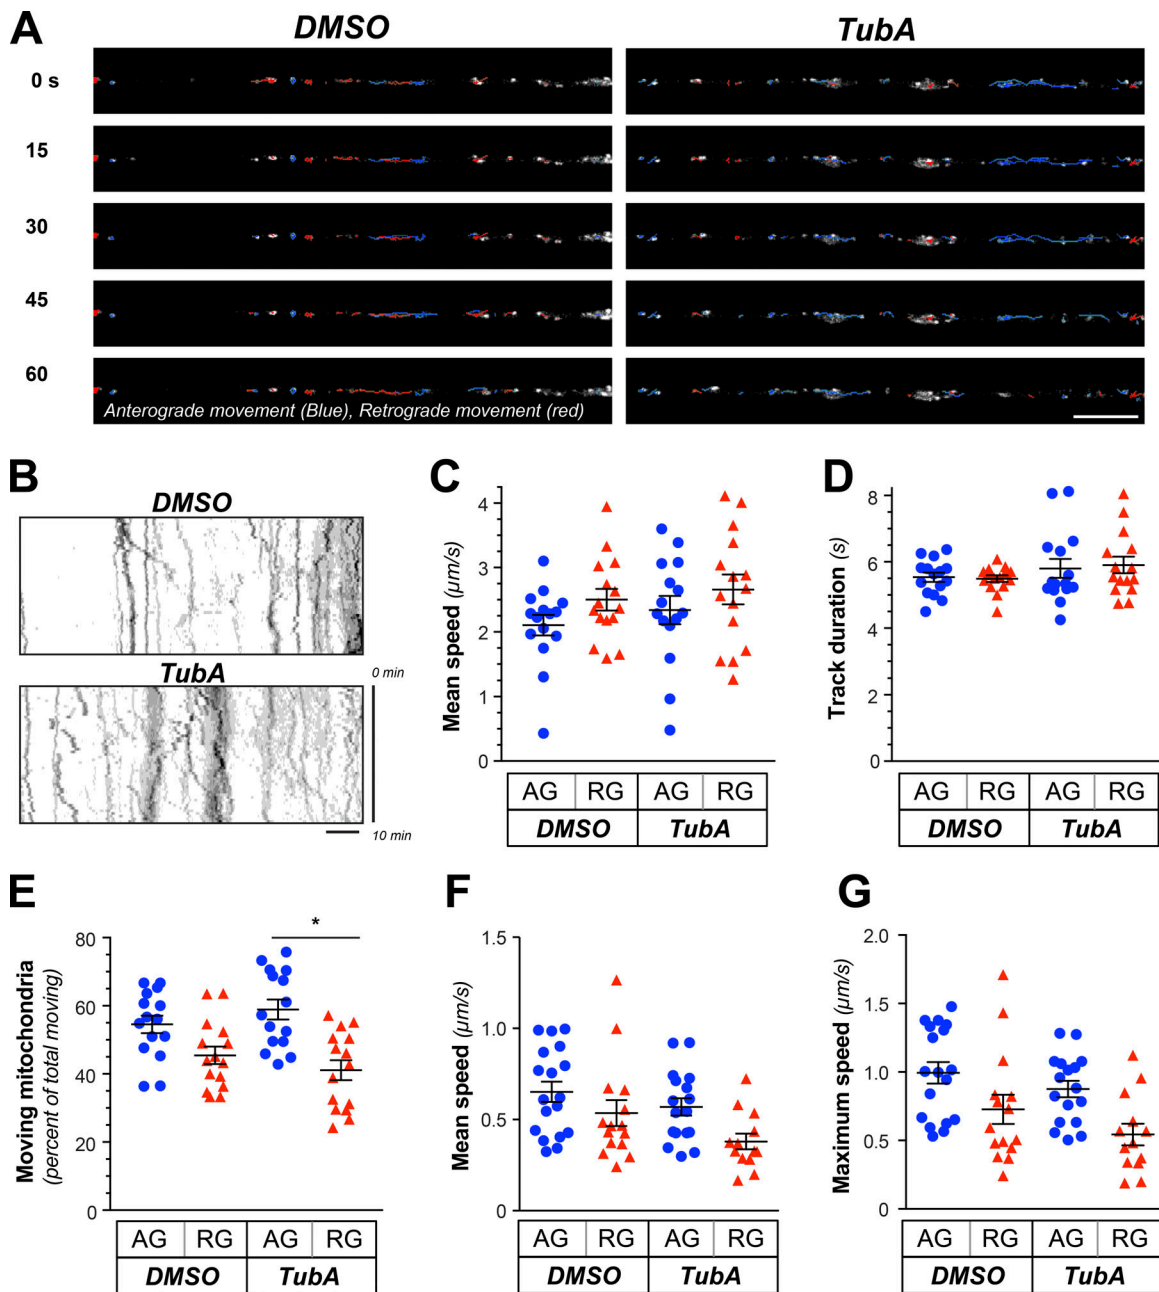 A
DMSO
TubA
0 s
15
30
45
60
Anterograde movement (Blue), Retrograde movement (red)
B
DMSO
TubA
0 min
10 min
C
Mean speed (μm/s)
4
3
2
1
0
AG RG AG RG
DMSO TubA
D
Track duration (s)
8
6
4
2
0
AG RG AG RG
DMSO TubA
E
Moving mitochondria
(percent of total moving)
80
60
40
20
0
*
AG RG AG RG
DMSO TubA
F
Mean speed (μm/s)
1.5
1.0
0.5
0
AG RG AG RG
DMSO TubA
G
Maximum speed (μm/s)
2.0
1.5
1.0
0.5
0
AG RG AG RG
DMSO TubA